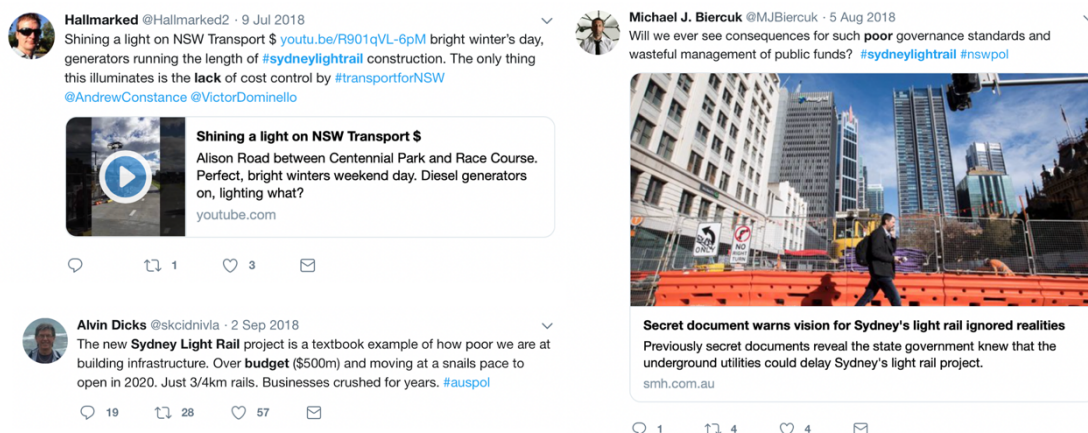 Hallmarked @Hallmarked2 · 9 Jul 2018
Shining a light on NSW Transport $ youtu.be/R901qVL-6pM bright winter's day,
generators running the length of #sydneylightrail construction. The only thing
this illuminates is the lack of cost control by #transportforNSW
@AndrewConstance @VictorDominello
Shining a light on NSW Transport $
Alison Road between Centennial Park and Race Course.
Perfect, bright winters weekend day. Diesel generators
on, lighting what?
youtube.com
1 3
Alvin Dicks @skcidnivla · 2 Sep 2018
The new Sydney Light Rail project is a textbook example of how poor we are at
building infrastructure. Over budget ($500m) and moving at a snails pace to
open in 2020. Just 3/4km rails. Businesses crushed for years. #auspol
19 28 57
Michael J. Biercuk @MJBiercuk · 5 Aug 2018
Will we ever see consequences for such poor governance standards and
wasteful management of public funds? #sydneylightrail #nswpol
ONLY
NO
RIGHT
TURN
Secret document warns vision for Sydney's light rail ignored realities
Previously secret documents reveal the state government knew that the
underground utilities could delay Sydney's light rail project.
smh.com.au
1 4 4